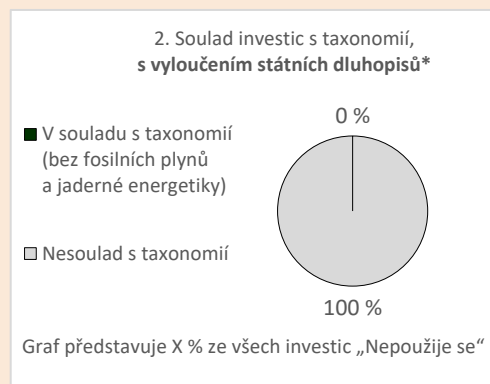 2. Soulad investic s taxonomií,
s vyloučením státních dluhopisů*
V souladu s taxonomií
(bez fosilních plynů
a jaderné energetiky)
Nesoulad s taxonomií
0 %
100 %
Graf představuje X % ze všech investic „Nepoužije se“